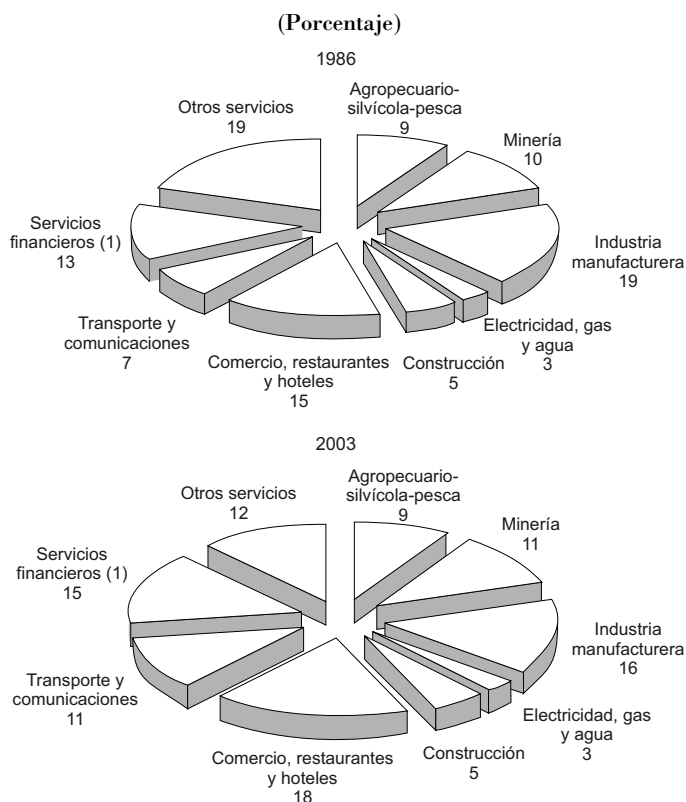 (Porcentaje)
1986
Agropecuario-
silvícola-pesca
9
Otros servicios
19
Minería
10
Servicios
financieros (1)
13
Industria
manufacturera
19
Transporte y
comunicaciones
7
Electricidad, gas
y agua
3
Comercio, restaurantes
y hoteles
15
Construcción
5
2003
Agropecuario-
silvícola-pesca
9
Otros servicios
12
Minería
11
Servicios
financieros (1)
15
Industria
manufacturera
16
Transporte y
comunicaciones
11
Electricidad, gas
y agua
3
Comercio, restaurantes
y hoteles
18
Construcción
5